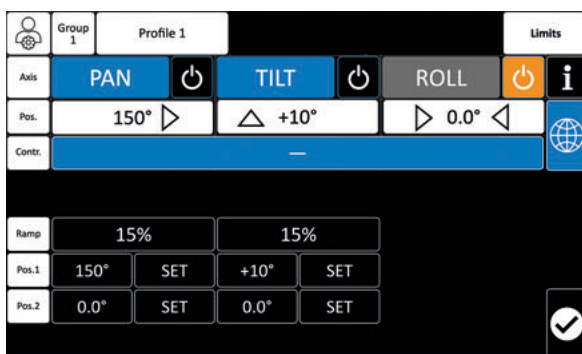 Group 1 Profile 1 Limits
Axis PAN TILT ROLL i
Pos. 150° +10° 0.0°
Contr. —
Ramp 15% 15%
Pos.1 150° SET +10° SET
Pos.2 0.0° SET 0.0° SET